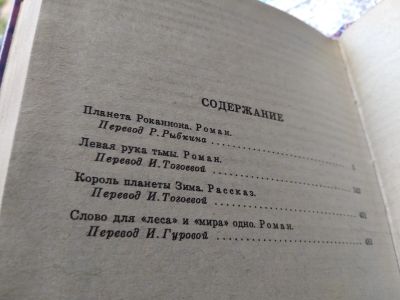 СОДЕРЖАНИЕ
Планета Роканнона. Роман.
Перевод Р. Рыбкина
Левая рука тьмы. Роман.
Перевод И. Тогоевой
Король планеты Зима. Рассказ.
Перевод И. Тогоевой
Слово для «леса» и «мира» одно. Роман.
Перевод И. Гуровой